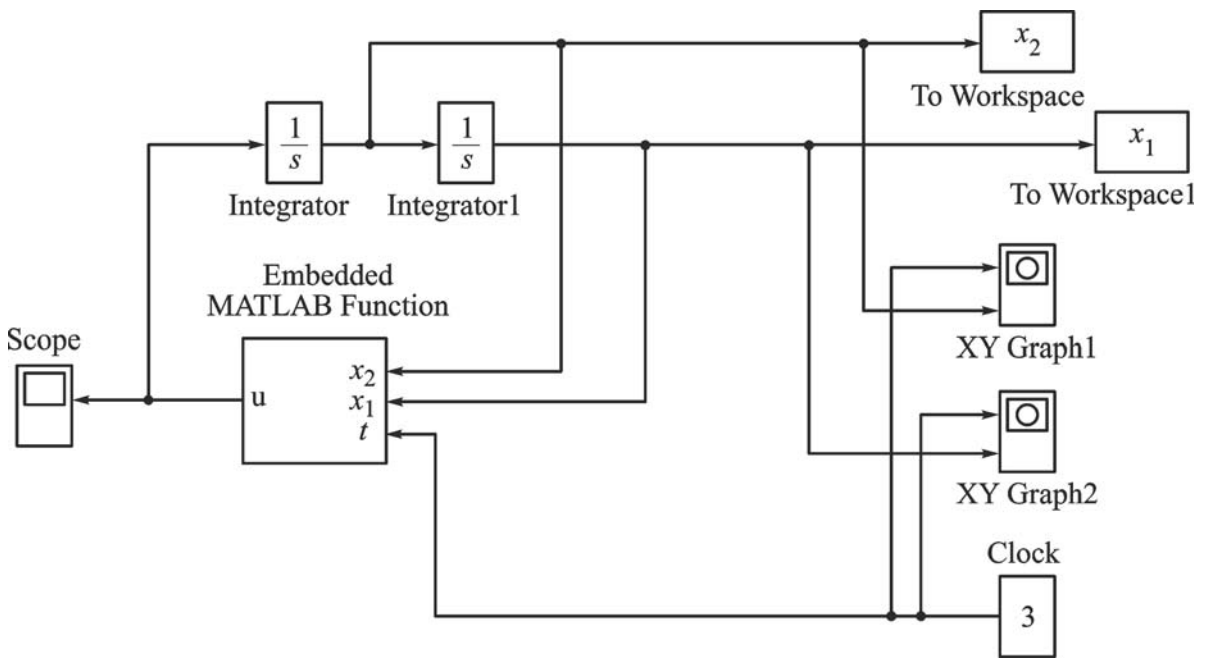 x2
To Workspace
1
s
1
s
x1
Integrator
Integrator1
To Workspace1
Embedded
MATLAB Function
Scope
u
x2
x1
t
XY Graph1
XY Graph2
Clock
3